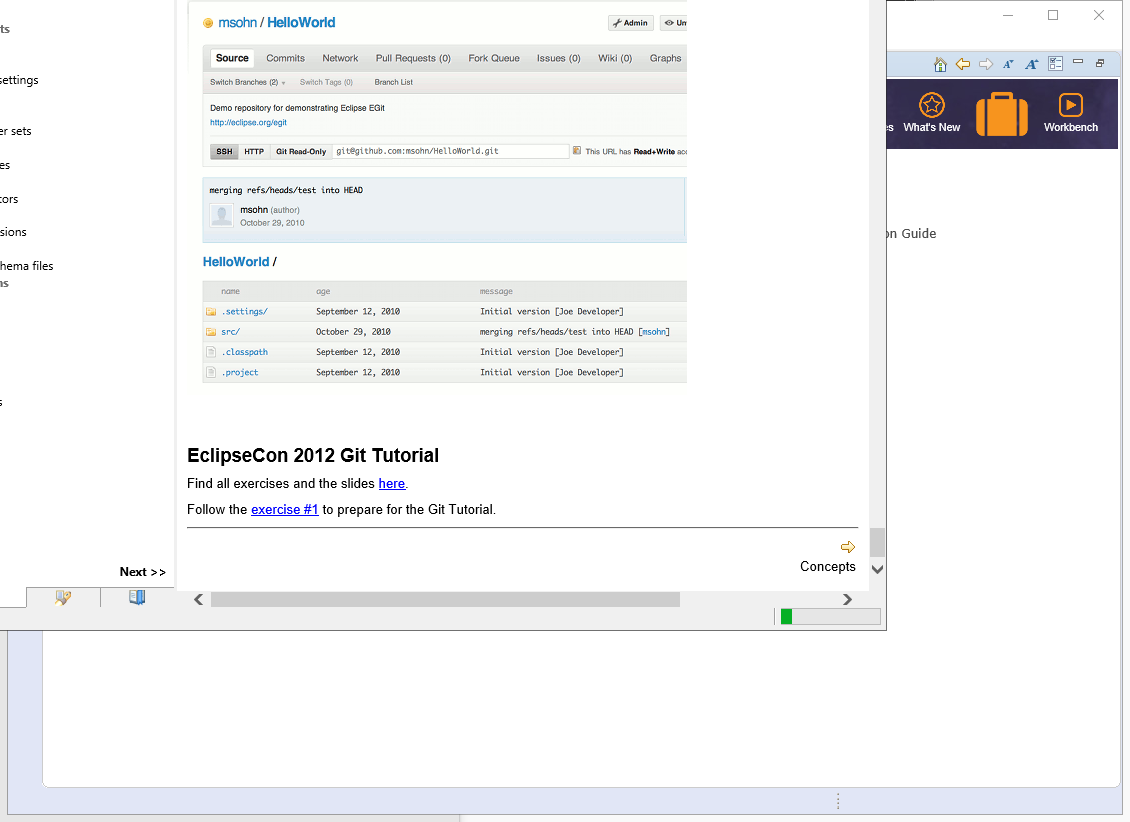 ts
settings
er sets
es
tors
sions
hema files
ns
s
Next >>
msohn / HelloWorld
Admin
Un
Source Commits Network Pull Requests (0) Fork Queue Issues (0) Wiki (0) Graphs
Switch Branches (2) Switch Tags (0) Branch List
Demo repository for demonstrating Eclipse EGit
http://eclipse.org/egit
SSH HTTP Git Read-Only git@github.com:msohn/HelloWorld.git This URL has Read+Write acc
merging refs/heads/test into HEAD
msohn (author)
October 29, 2010
HelloWorld /
name age message
.settings/ September 12, 2010 Initial version [Joe Developer]
src/ October 29, 2010 merging refs/heads/test into HEAD [msohn]
.classpath September 12, 2010 Initial version [Joe Developer]
.project September 12, 2010 Initial version [Joe Developer]
EclipseCon 2012 Git Tutorial
Find all exercises and the slides here.
Follow the exercise #1 to prepare for the Git Tutorial.
Concepts
es What's New Workbench
on Guide